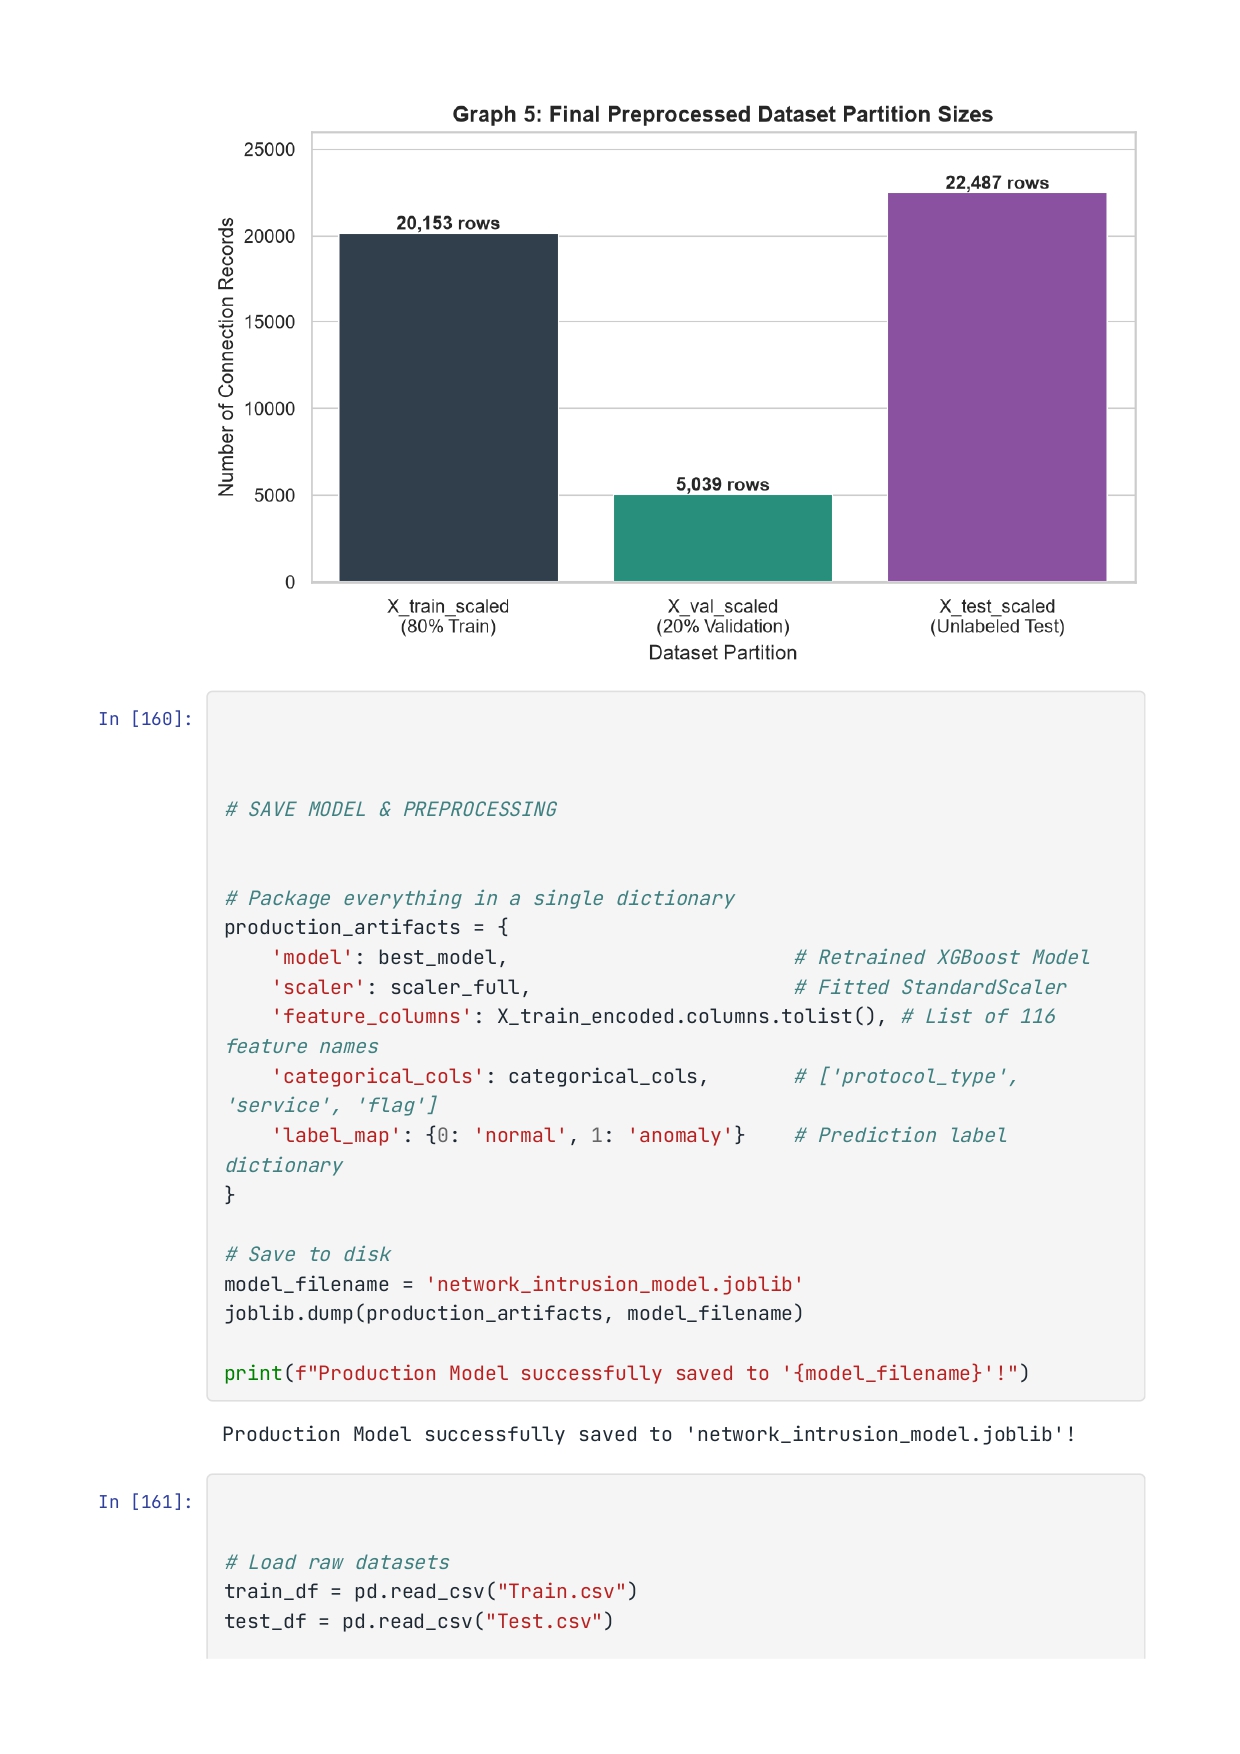 Graph 5: Final Preprocessed Dataset Partition Sizes
Number of Connection Records
25000
20000
15000
10000
5000
0
20,153 rows
5,039 rows
22,487 rows
X_train_scaled
(80% Train)
X_val_scaled
(20% Validation)
X_test_scaled
(Unlabeled Test)
Dataset Partition
In [160]:
# SAVE MODEL & PREPROCESSING
# Package everything in a single dictionary
production_artifacts = {
    'model': best_model,                        # Retrained XGBoost Model
    'scaler': scaler_full,                      # Fitted StandardScaler
    'feature_columns': X_train_encoded.columns.tolist(), # List of 116
feature names
    'categorical_cols': categorical_cols,       # ['protocol_type',
'service', 'flag']
    'label_map': {0: 'normal', 1: 'anomaly'}    # Prediction label
dictionary
}
# Save to disk
model_filename = 'network_intrusion_model.joblib'
joblib.dump(production_artifacts, model_filename)
print(f"Production Model successfully saved to '{model_filename}'!")
Production Model successfully saved to 'network_intrusion_model.joblib'!
In [161]:
# Load raw datasets
train_df = pd.read_csv("Train.csv")
test_df = pd.read_csv("Test.csv")